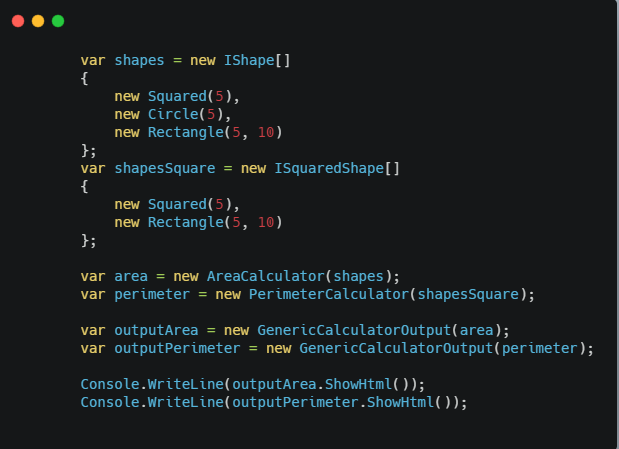 var shapes = new IShape[]
{
    new Squared(5),
    new Circle(5),
    new Rectangle(5, 10)
};
var shapesSquare = new ISquaredShape[]
{
    new Squared(5),
    new Rectangle(5, 10)
};

var area = new AreaCalculator(shapes);
var perimeter = new PerimeterCalculator(shapesSquare);

var outputArea = new GenericCalculatorOutput(area);
var outputPerimeter = new GenericCalculatorOutput(perimeter);

Console.WriteLine(outputArea.ShowHtml());
Console.WriteLine(outputPerimeter.ShowHtml());